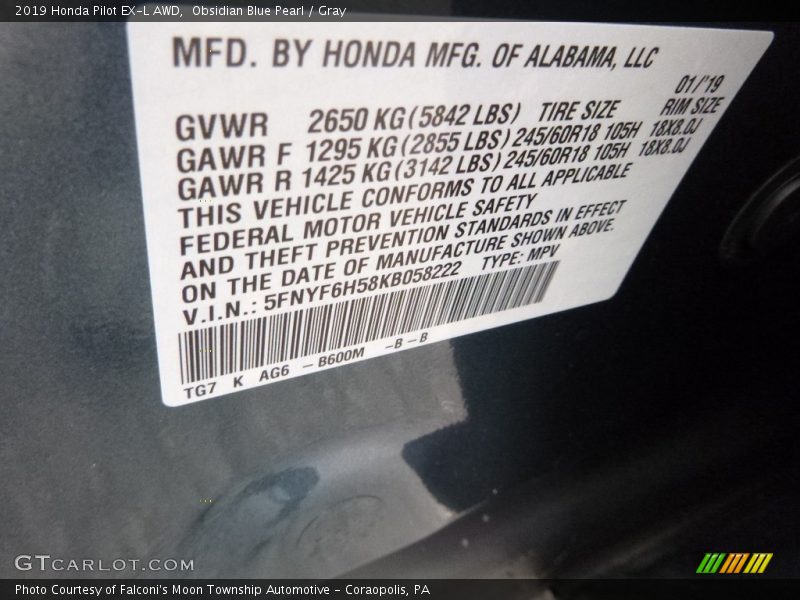 2019 Honda Pilot EX-L AWD,  Obsidian Blue Pearl / Gray
MFD. BY HONDA MFG. OF ALABAMA, LLC
01/'19
GVWR 2650 KG (5842 LBS) TIRE SIZE RIM SIZE
GAWR F 1295 KG (2855 LBS) 245/60R18 105H 18X8.0J
GAWR R 1425 KG (3142 LBS) 245/60R18 105H 18X8.0J
THIS VEHICLE CONFORMS TO ALL APPLICABLE
FEDERAL MOTOR VEHICLE SAFETY
AND THEFT PREVENTION STANDARDS IN EFFECT
ON THE DATE OF MANUFACTURE SHOWN ABOVE.
V.I.N.: 5FNYF6H58KB058222 TYPE: MPV
TG7 K AG6 - B600M -B-B
GTCARLOT.COM
Photo Courtesy of Falconi's Moon Township Automotive - Coraopolis, PA